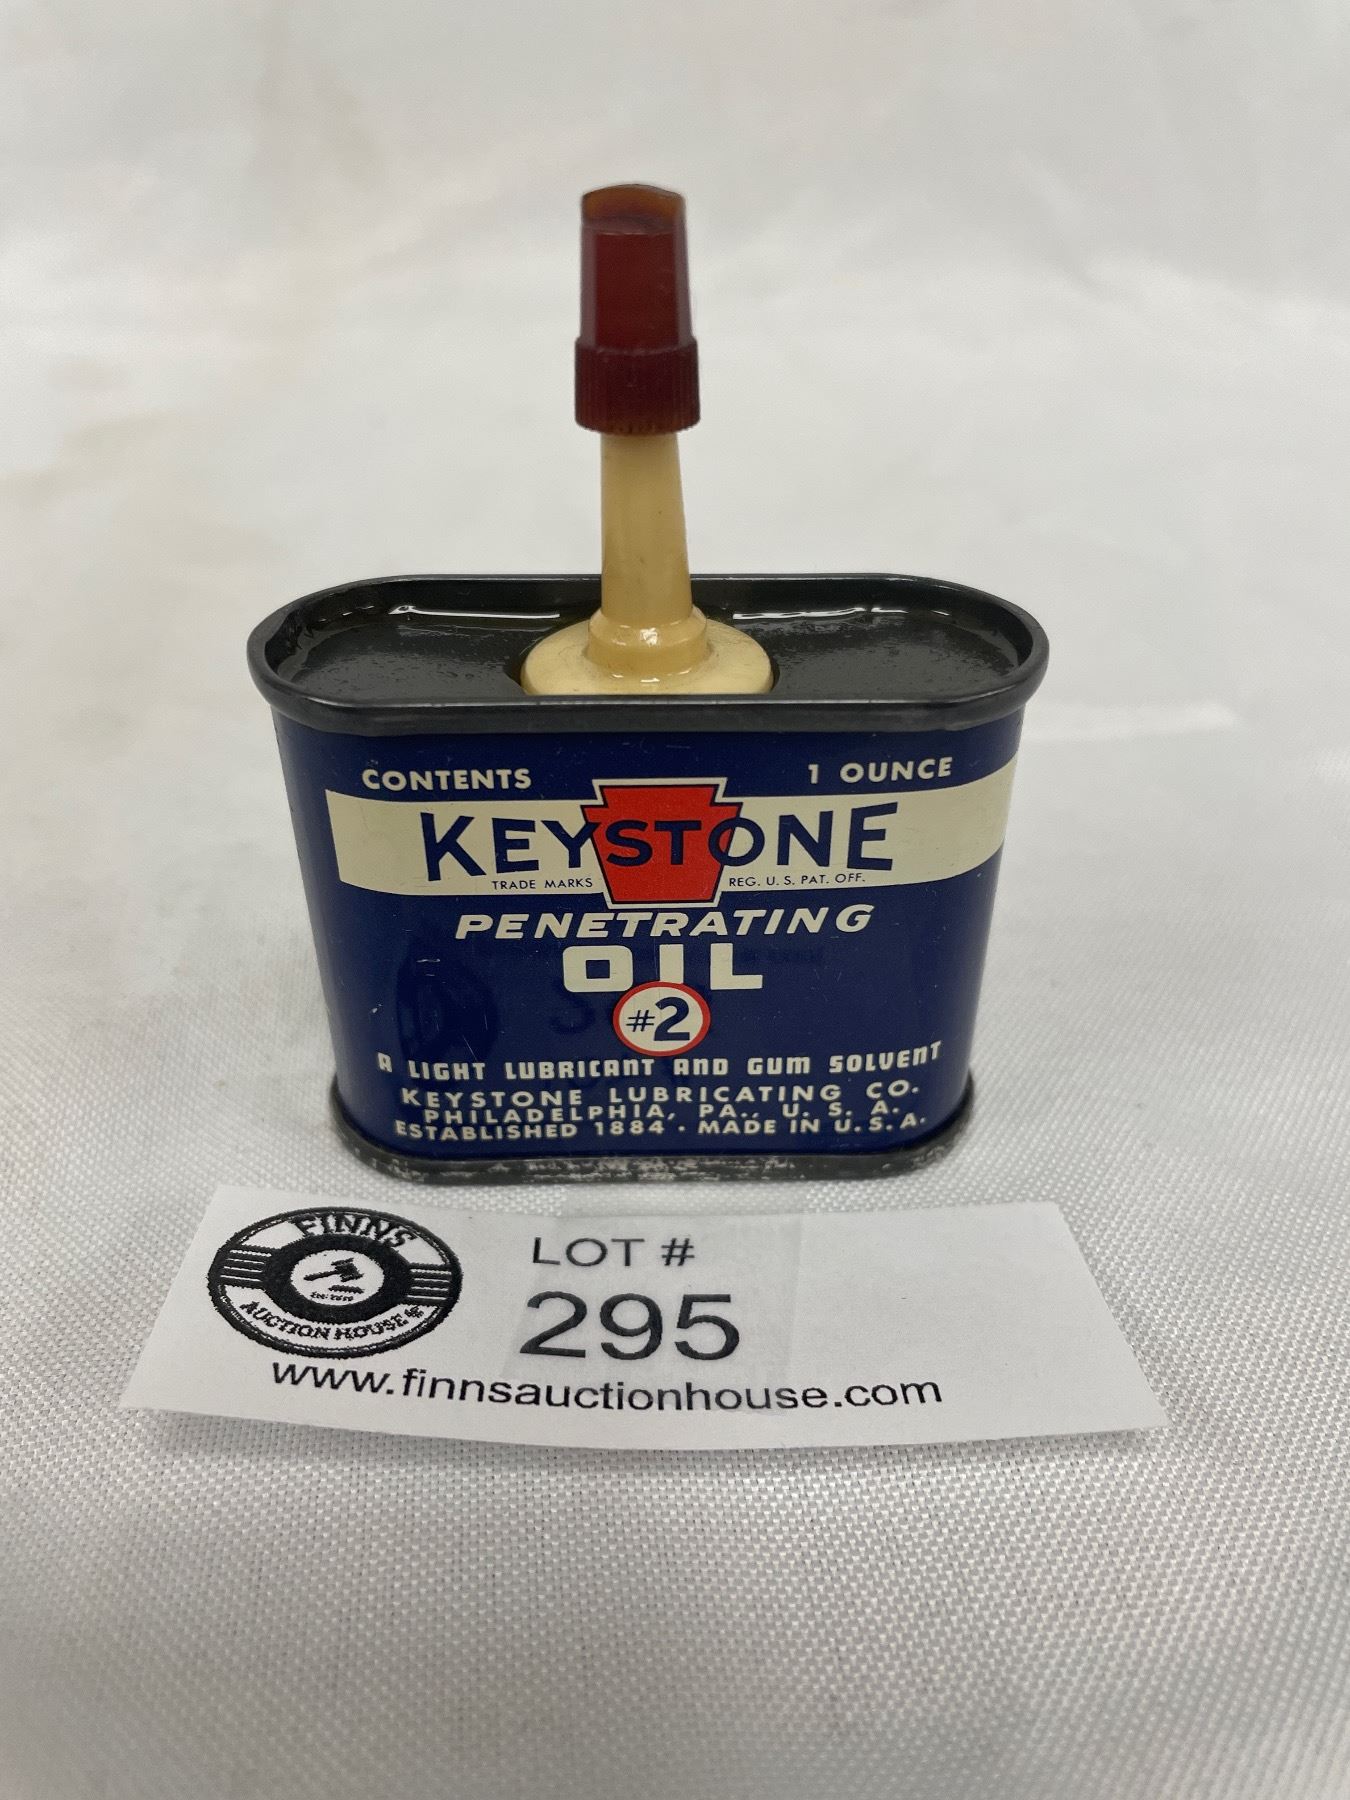 CONTENTS 1 OUNCE
KEYSTONE
TRADE MARKS REG. U. S. PAT. OFF.
PENETRATING
OIL
#2
A LIGHT LUBRICANT AND GUM SOLVENT
KEYSTONE LUBRICATING CO.
PHILADELPHIA, PA., U. S. A.
ESTABLISHED 1884 · MADE IN U.S.A.
FINNS
AUCTION HOUSE
LOT #
295
www.finnsauctionhouse.com